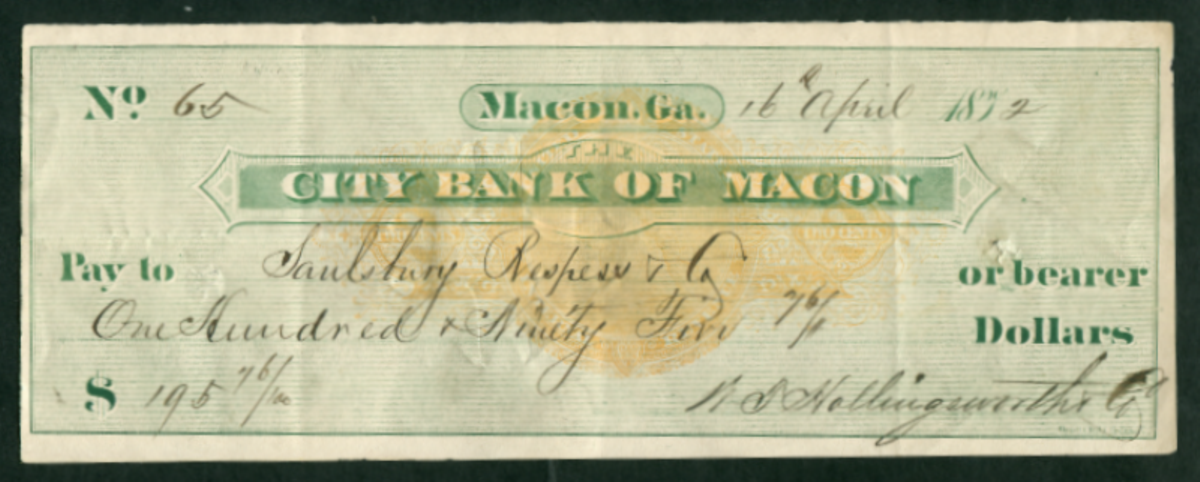 No. 65 Macon. Ga. 16 April 1872
THE
CITY BANK OF MACON
Pay to Saulsbury Respess & Co or bearer
One Hundred & Ninety Five 76/ Dollars
$ 195 76/100
Hollingsworth & Co